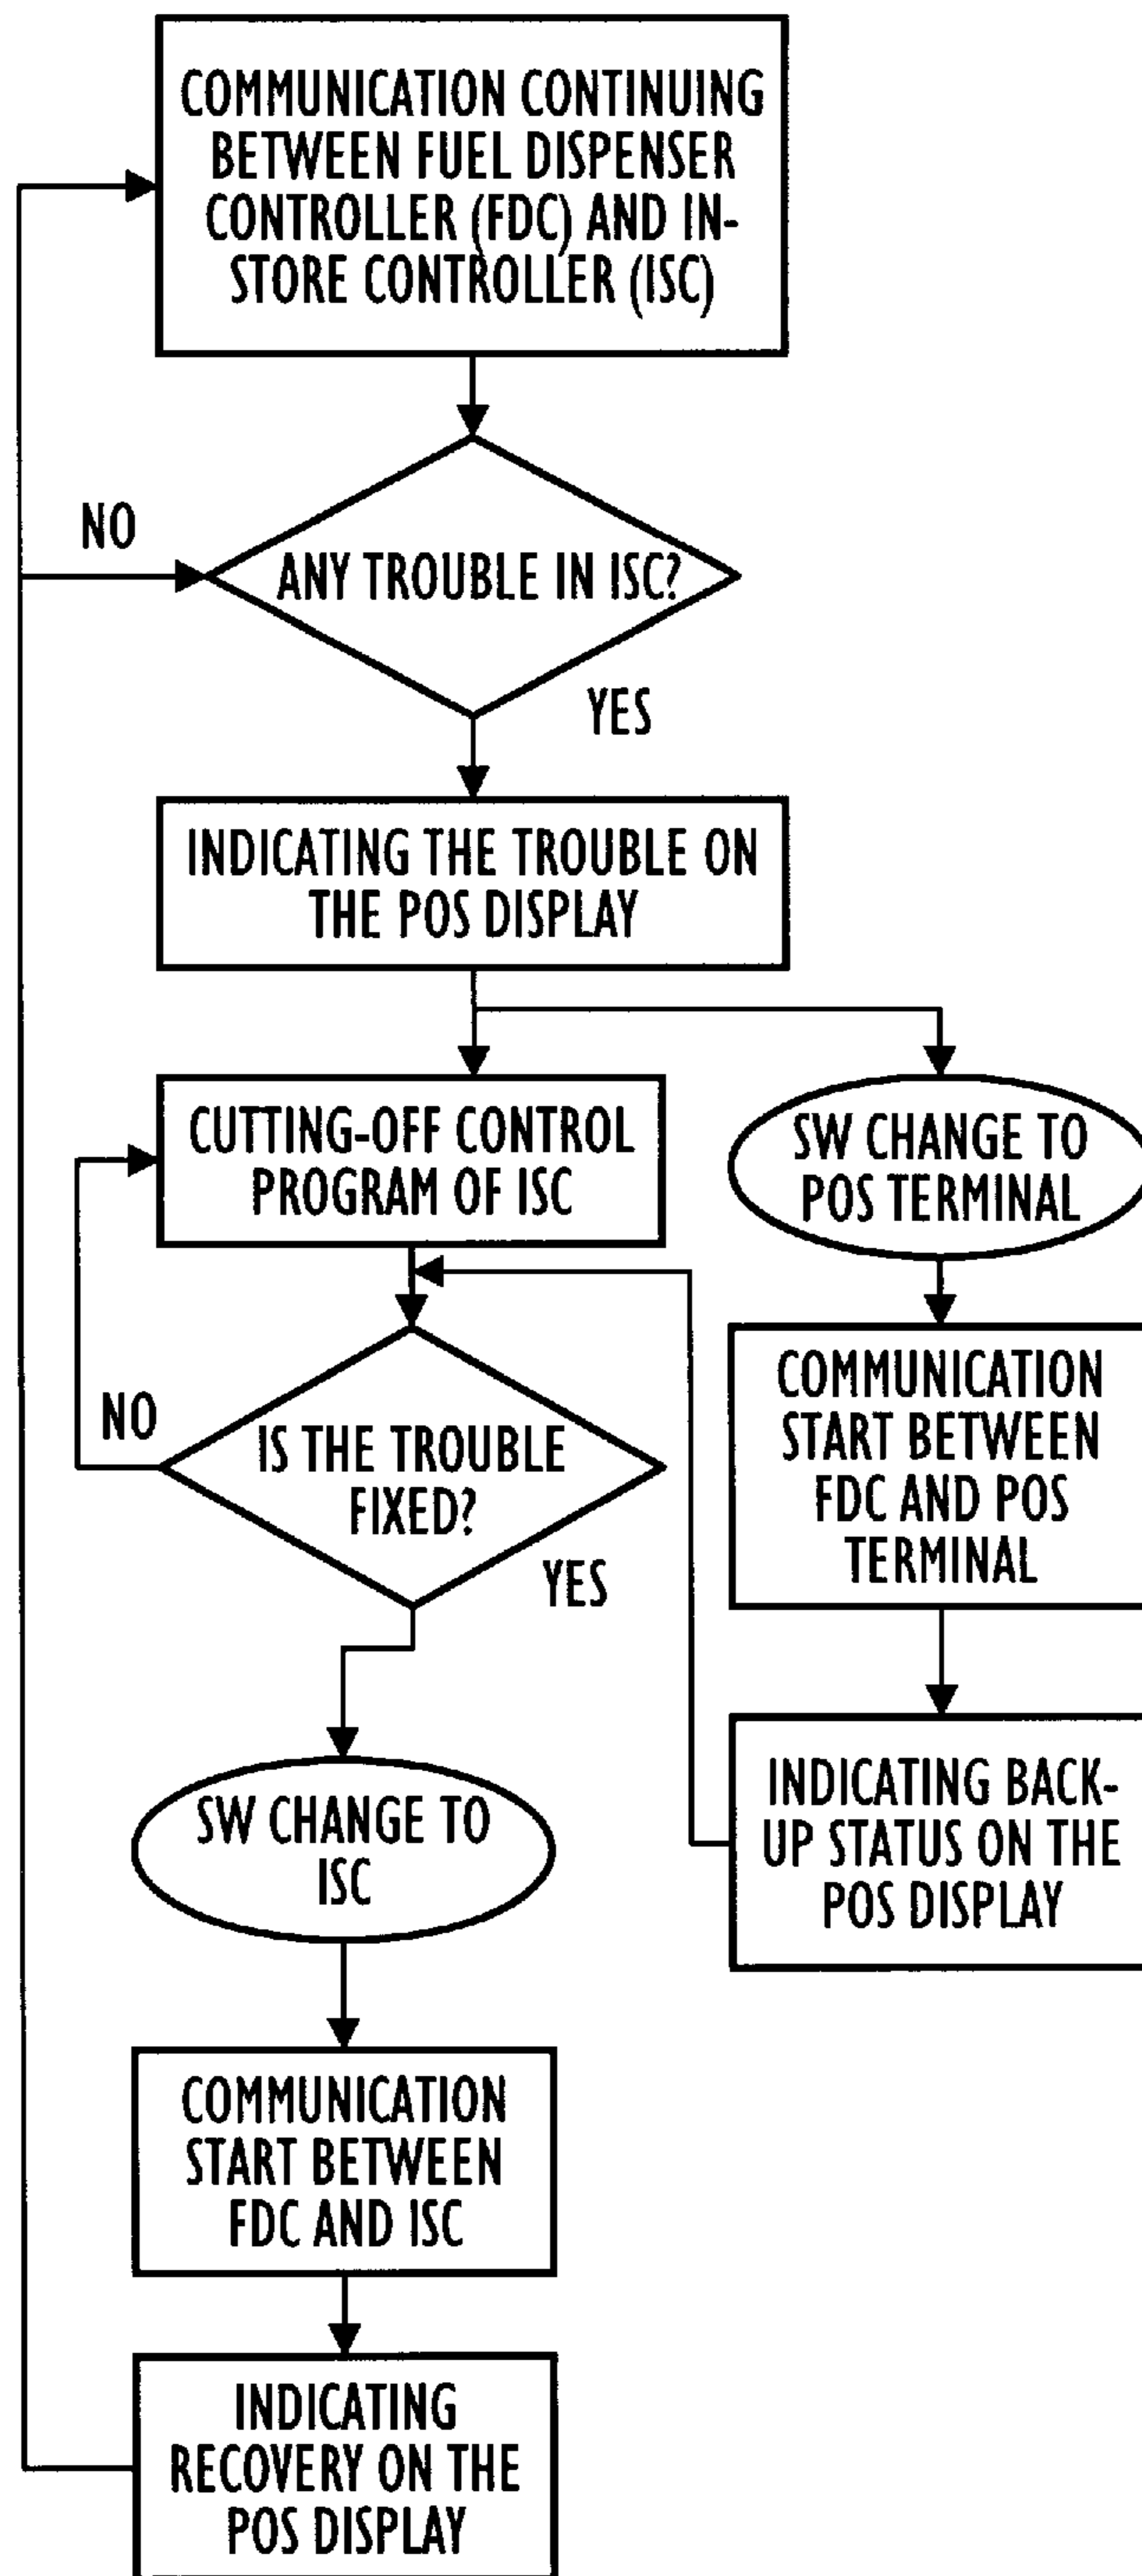 COMMUNICATION CONTINUING
BETWEEN FUEL DISPENSER
CONTROLLER (FDC) AND IN-
STORE CONTROLLER (ISC)
NO
ANY TROUBLE IN ISC?
YES
INDICATING THE TROUBLE ON
THE POS DISPLAY
CUTTING-OFF CONTROL
PROGRAM OF ISC
SW CHANGE TO
POS TERMINAL
COMMUNICATION
START BETWEEN
FDC AND POS
TERMINAL
NO
IS THE TROUBLE
FIXED?
YES
INDICATING BACK-
UP STATUS ON THE
POS DISPLAY
SW CHANGE TO
ISC
COMMUNICATION
START BETWEEN
FDC AND ISC
INDICATING
RECOVERY ON THE
POS DISPLAY